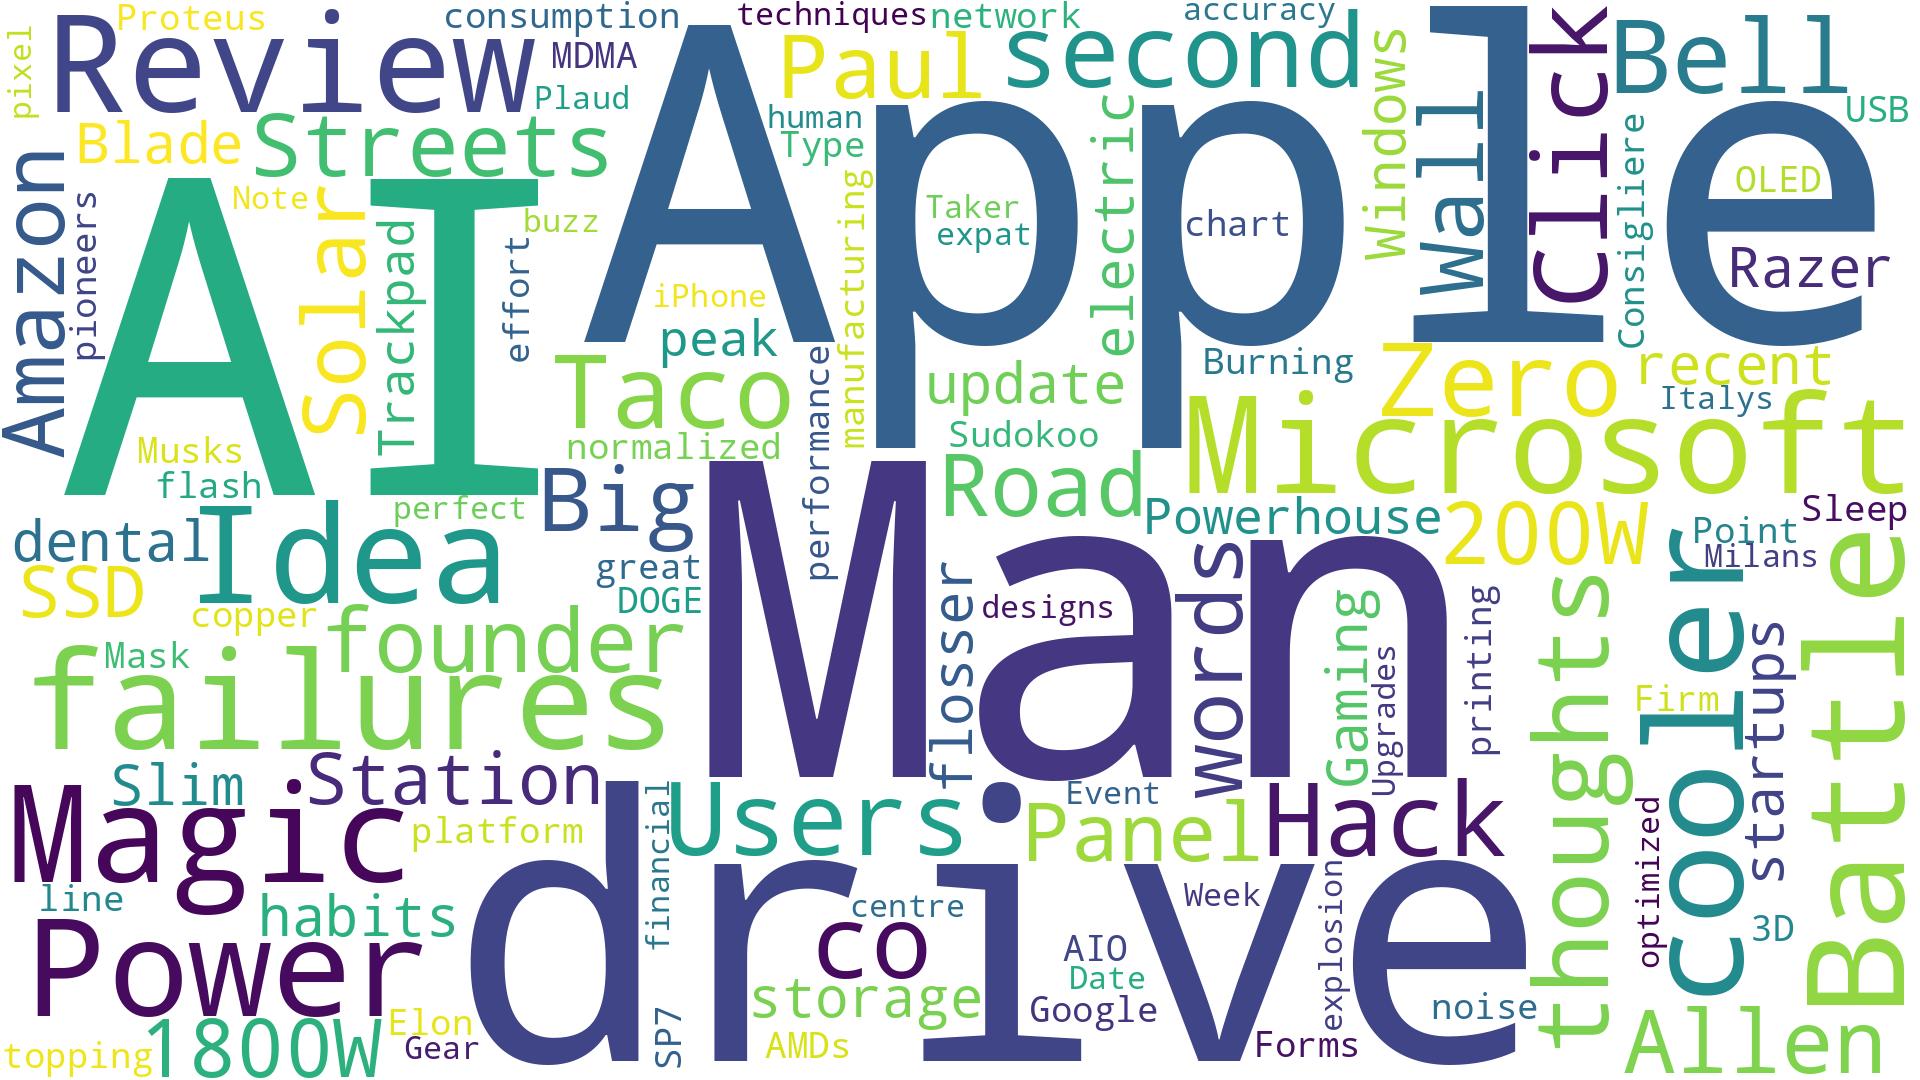 Proteus
consumption
techniques
network
accuracy
pixel
Review
MDMA
Paul
second
Windows
Wall
Click
Bell
Plaud
USB
Blade
Streets
human
Type
electric
Consigliere
Apple
OLED
Amazon
pioneers
Note
Solar
Trackpad
buzz
effort
manufacturing
Taker
expat
chart
Razer
AI
iPhone
peak
performance
Burning
Zero
recent
Taco
update
Italys
Musks
normalized
Sudokoo
Microsoft
flash
perfect
Big
Road
Powerhouse
200W
Sleep
Point
Milans
dental
Idea
great
SSD
DOGE
copper
Man
flosser
designs
words
Gaming
Upgrades
printing
thoughts
cooler
startups
Battle
founder
Mask
failures
Firm
Slim
Station
financial
Users
Event
Panel
Hack
optimized
Magic
platform
drive
line
habits
centre
Week
explosion
Power
co
AIO
3D
Date
storage
Google
noise
SP7
1800W
Elon
Gear
AMDs
Forms
Allen
topping